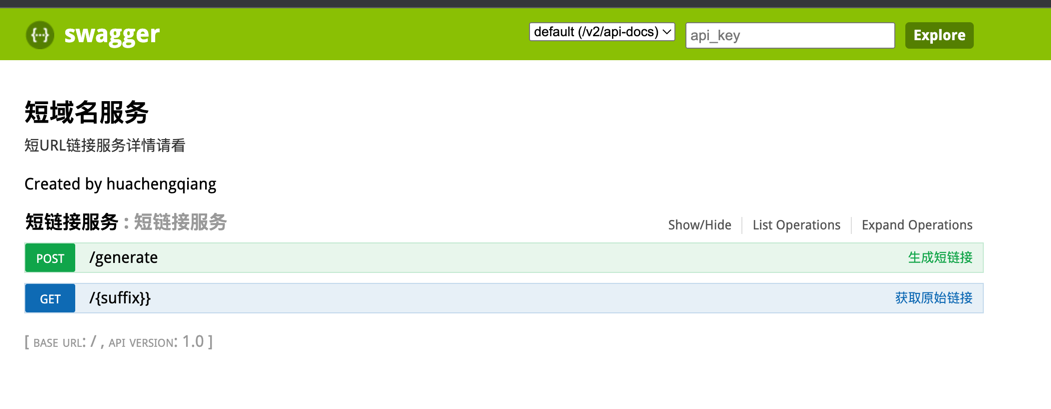 swagger default (/v2/api-docs) api_key Explore
短域名服务
短URL链接服务详情请看
Created by huachengqiang
短链接服务 : 短链接服务 Show/Hide List Operations Expand Operations
POST /generate 生成短链接
GET /{suffix}} 获取原始链接
[ BASE URL: / , API VERSION: 1.0 ]